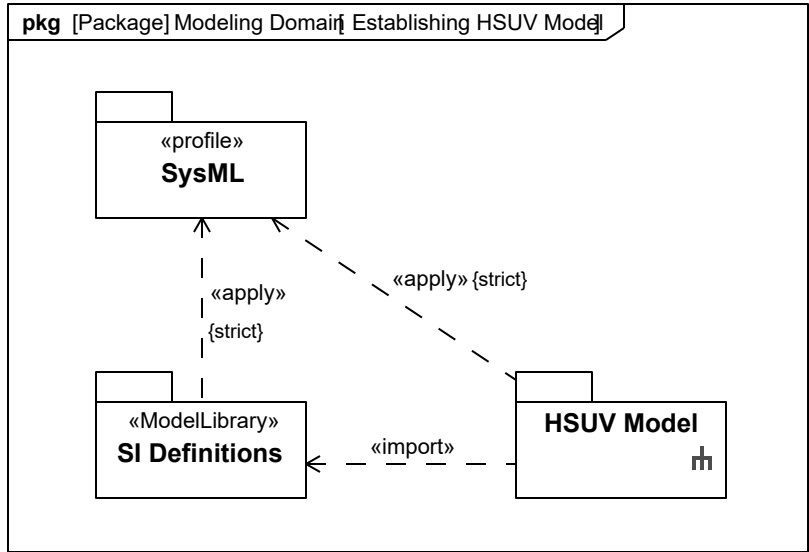 pkg [Package] Modeling Domain[ Establishing HSUV Model]
«profile»
SysML
«apply» {strict}
«apply»
{strict}
«ModelLibrary»
SI Definitions
HSUV Model
«import»